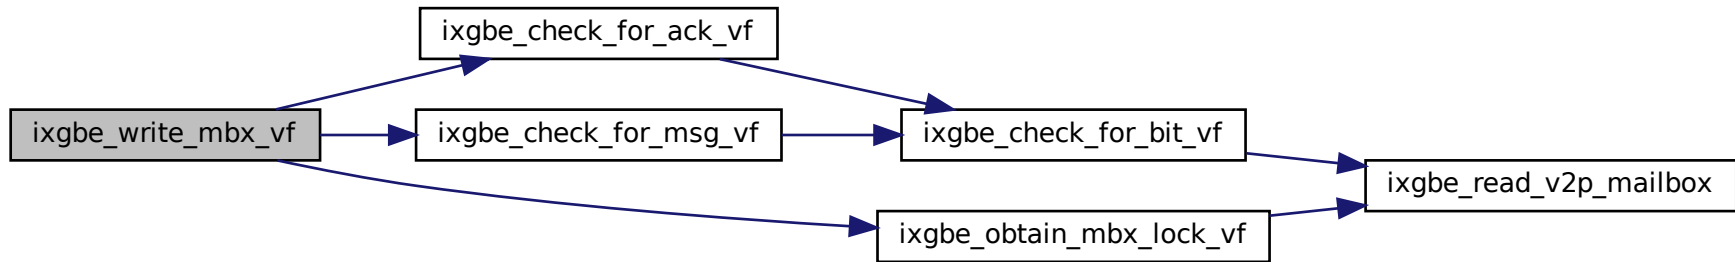 ixgbe_check_for_ack_vf
ixgbe_write_mbx_vf
ixgbe_check_for_msg_vf
ixgbe_check_for_bit_vf
ixgbe_read_v2p_mailbox
ixgbe_obtain_mbx_lock_vf